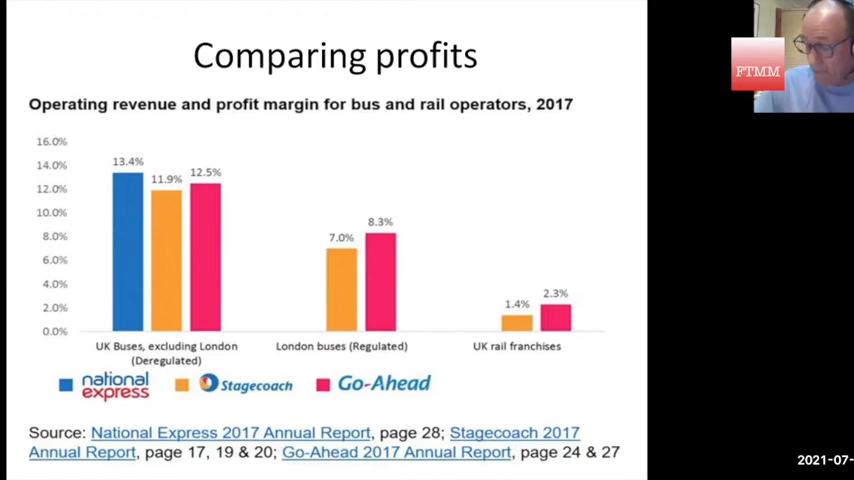 Comparing profits
FTMM
Operating revenue and profit margin for bus and rail operators, 2017
16.0%
14.0%
12.0%
10.0%
8.0%
6.0%
4.0%
2.0%
0.0%
13.4%
11.9%
12.5%
7.0%
8.3%
1.4%
2.3%
UK Buses, excluding London
(Deregulated)
London buses (Regulated)
UK rail franchises
national
express
Stagecoach
Go-Ahead
Source: National Express 2017 Annual Report, page 28; Stagecoach 2017
Annual Report, page 17, 19 & 20; Go-Ahead 2017 Annual Report, page 24 & 27
2021-07-